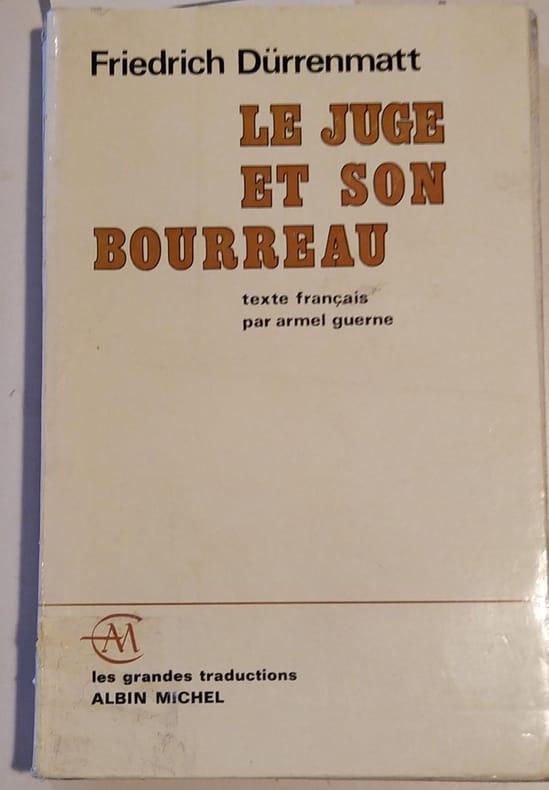 Friedrich Dürrenmatt
LE JUGE
ET SON
BOURREAU
texte français
par armel guerne
AM
les grandes traductions
ALBIN MICHEL